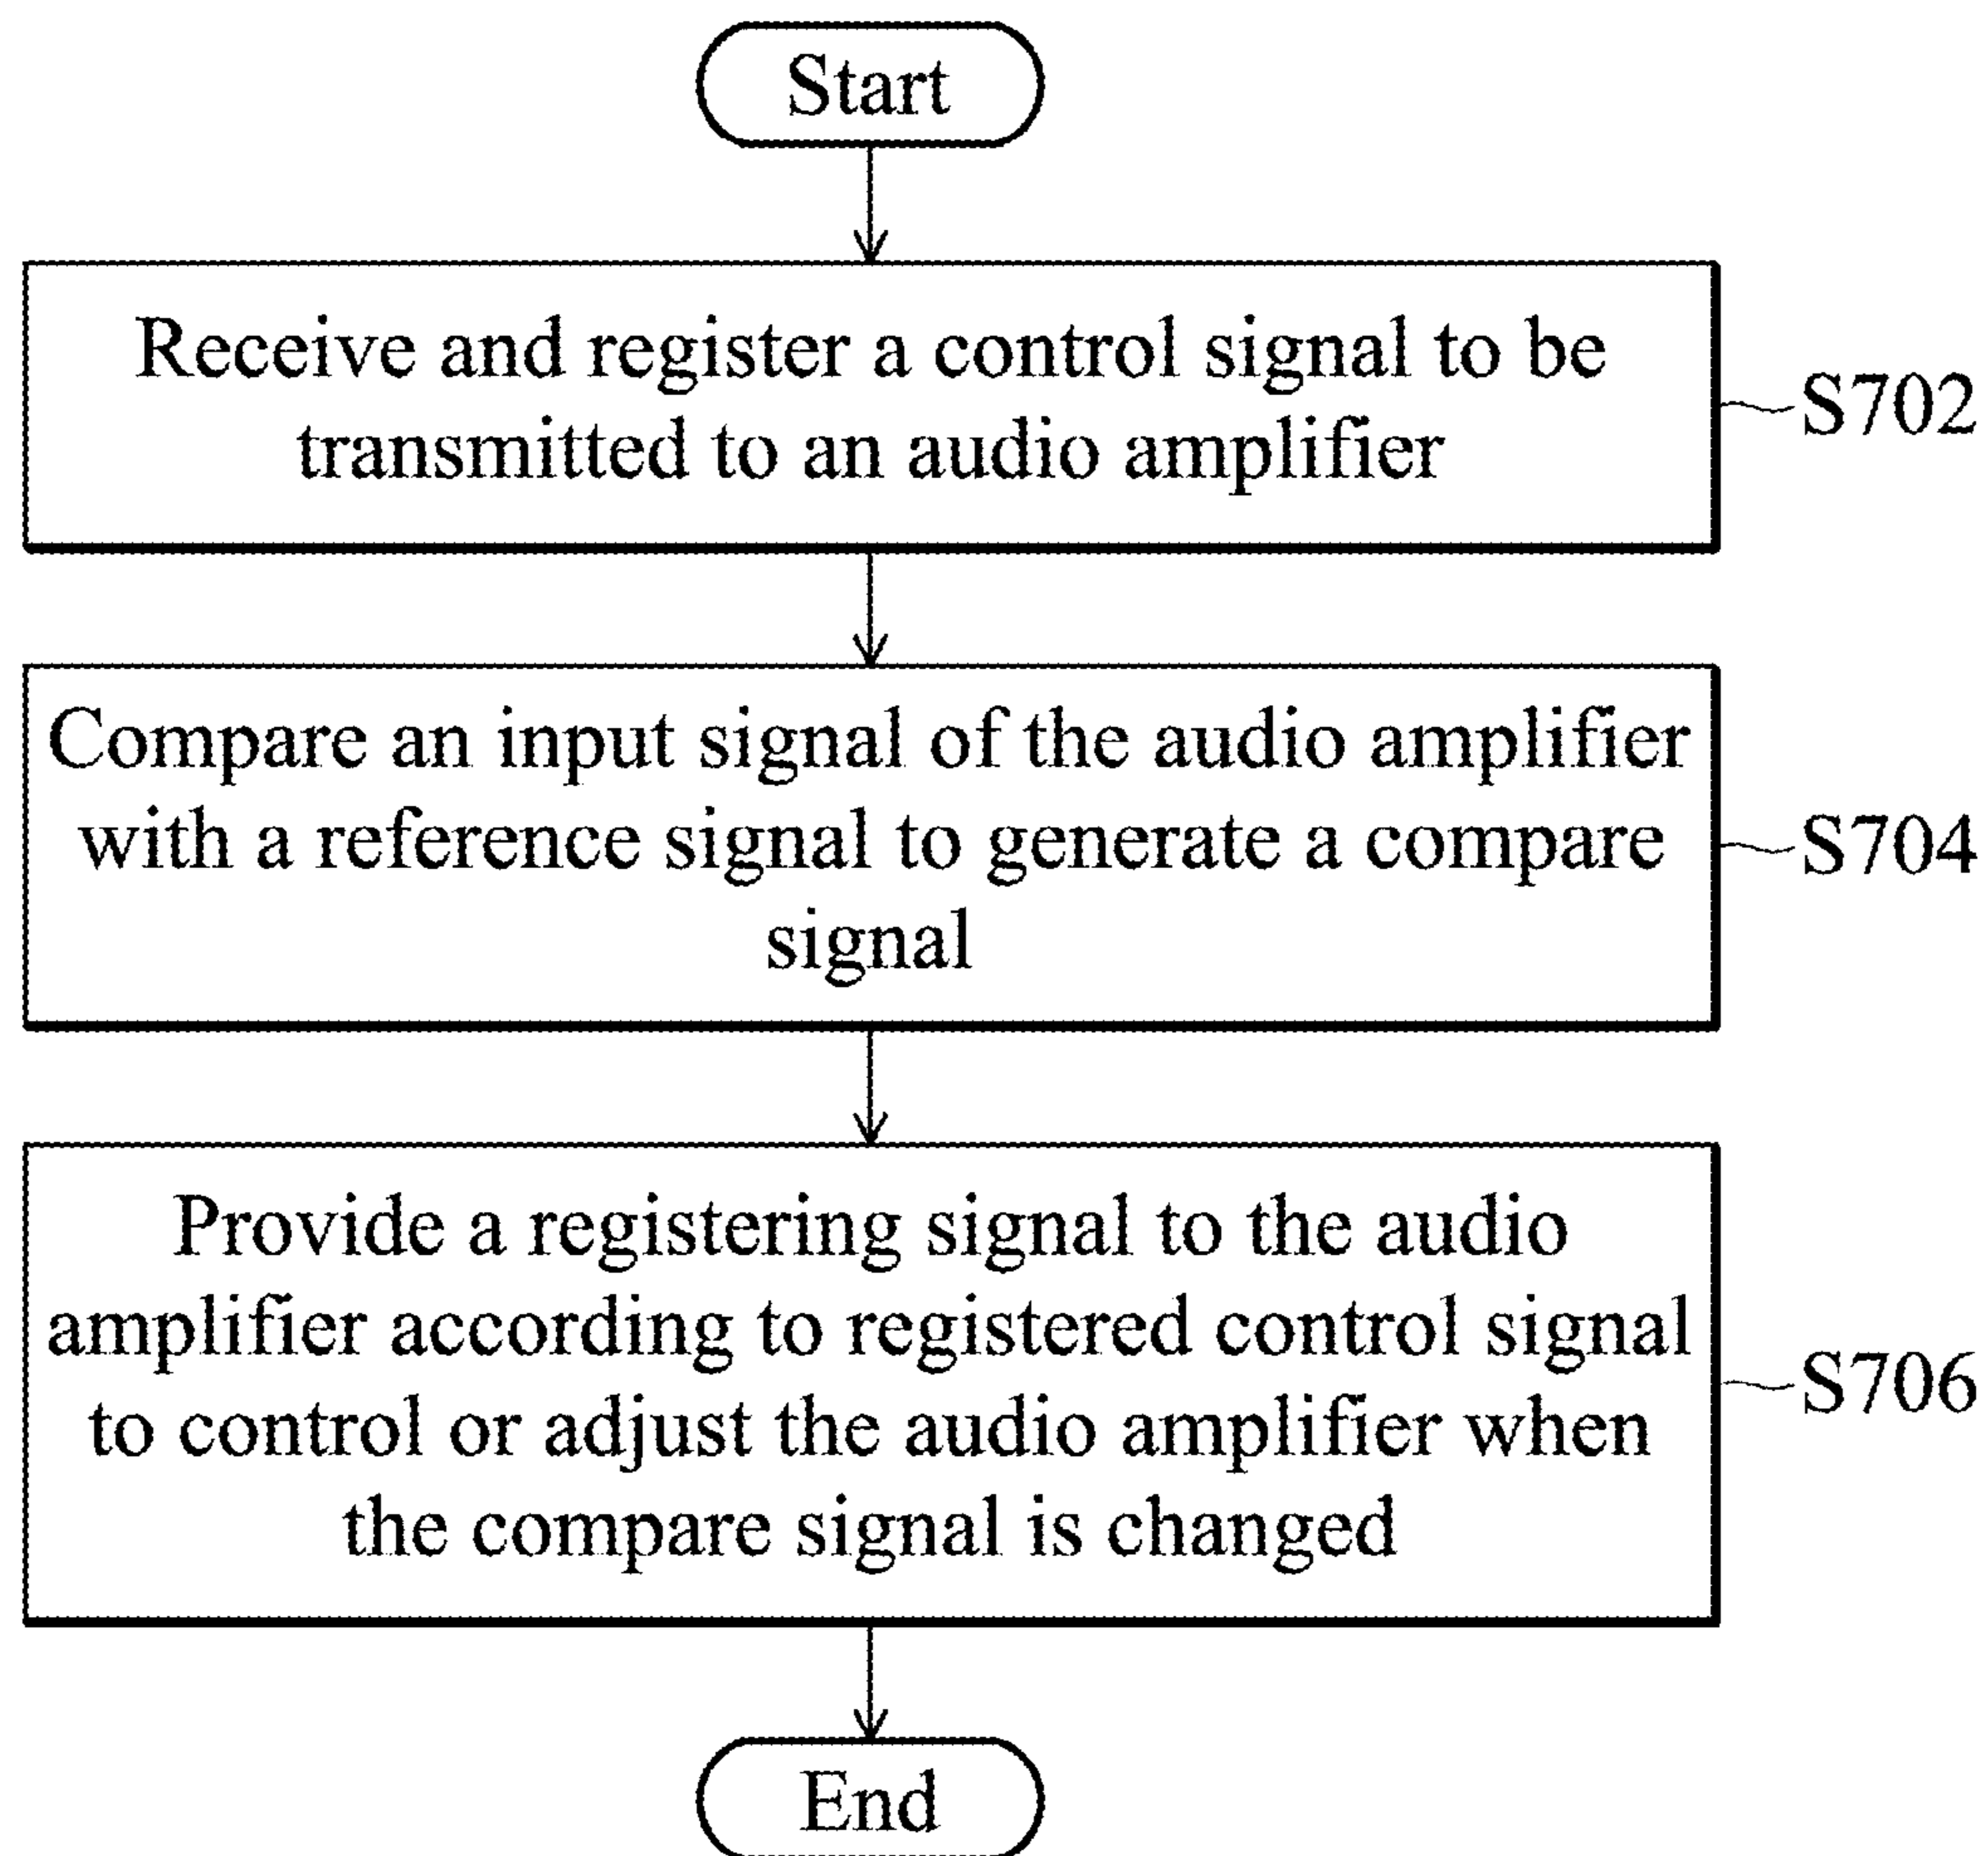 Start
Receive and register a control signal to be
transmitted to an audio amplifier
S702
Compare an input signal of the audio amplifier
with a reference signal to generate a compare
signal
S704
Provide a registering signal to the audio
amplifier according to registered control signal
to control or adjust the audio amplifier when
the compare signal is changed
S706
End